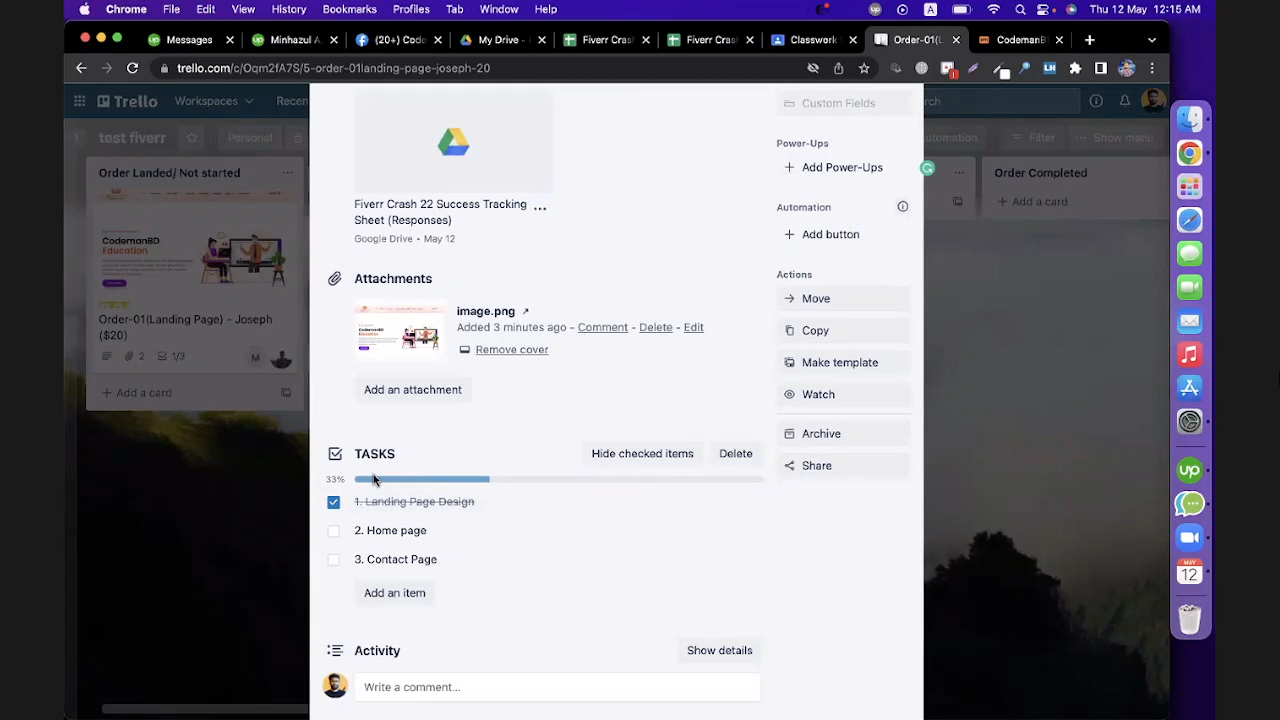 Chrome File Edit View History Bookmarks Profiles Tab Window Help
A
Thu 12 May 12:15 AM
Messages
Minhazul A
(20+) Code
My Drive -
Fiverr Cras
Fiverr Cras
Classwork
Order-01(L
CodemanB
trello.com/c/Oqm2fA7S/5-order-01landing-page-joseph-20
Trello
Workspaces
Recen
rch
test fiverr
Personal
utomation
Filter
Show menu
Order Landed/ Not started
CodemanBD
Education
Order-01(Landing Page) - Joseph
($20)
2
1/3
M
+ Add a card
Fiverr Crash 22 Success Tracking
Sheet (Responses)
Google Drive • May 12
Attachments
image.png ↗
Added 3 minutes ago – Comment – Delete – Edit
Remove cover
Add an attachment
TASKS
Hide checked items
Delete
33%
1. Landing Page Design
2. Home page
3. Contact Page
Add an item
Activity
Show details
Write a comment…
Custom Fields
Power-Ups
+ Add Power-Ups
Automation
+ Add button
Actions
→ Move
Copy
Make template
Watch
Archive
Share
Order Completed
+ Add a card
LH
up
MAY
12